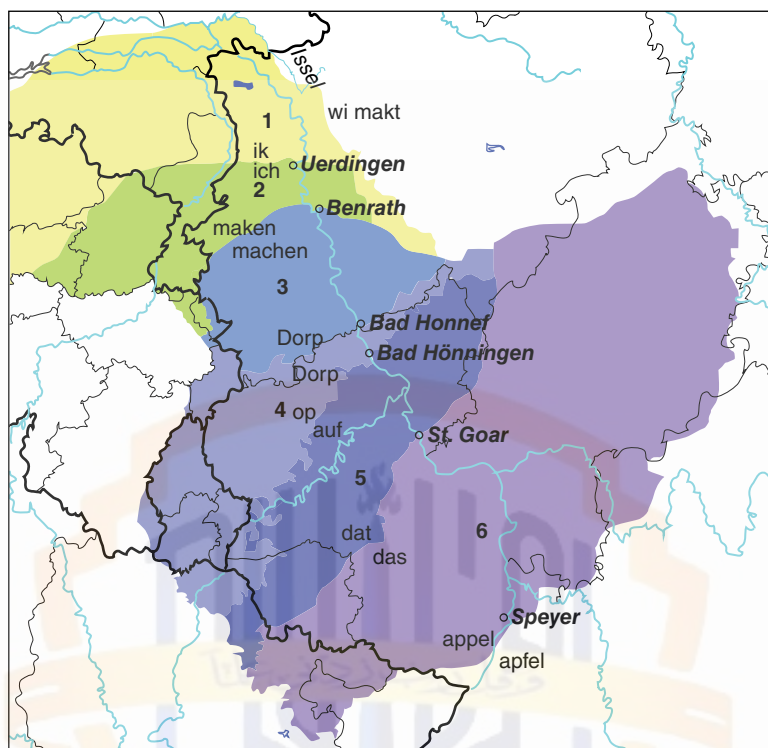 Issel
wi makt
1
ik
ich
Uerdingen
2
Benrath
maken
machen
3
Bad Honnef
Dorp
Bad Hönningen
Dorp
4 op
auf
St. Goar
5
6
dat
das
Speyer
appel
apfel